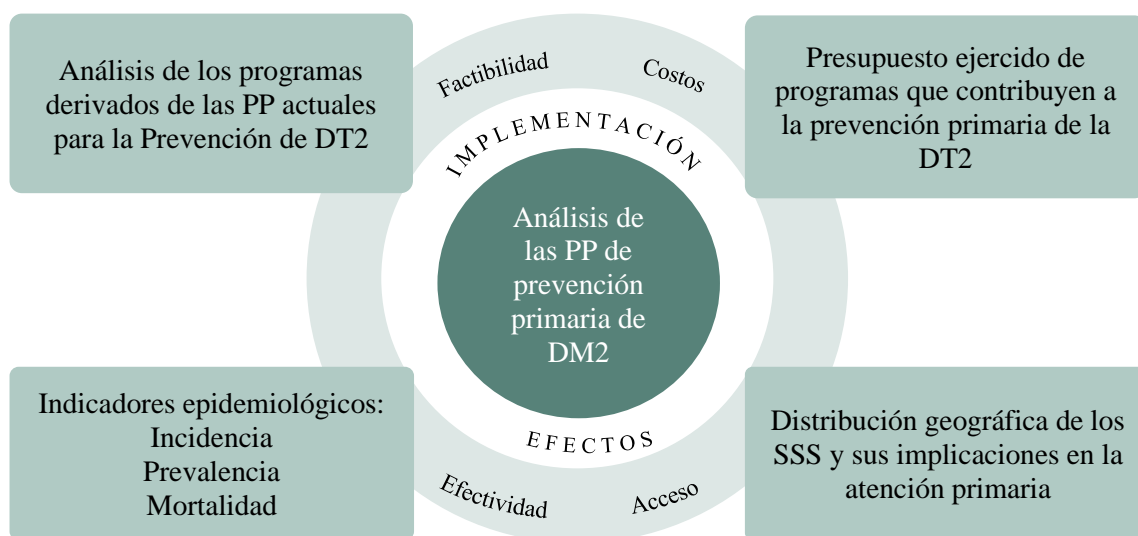 Análisis de los programas
derivados de las PP actuales
para la Prevención de DT2
Factibilidad
Costos
Presupuesto ejercido de
programas que contribuyen a
la prevención primaria de la
DT2
IMPLEMENTACIÓN
Análisis de
las PP de
prevención
primaria de
DM2
EFECTOS
Indicadores epidemiológicos:
Incidencia
Prevalencia
Mortalidad
Efectividad
Acceso
Distribución geográfica de los
SSS y sus implicaciones en la
atención primaria